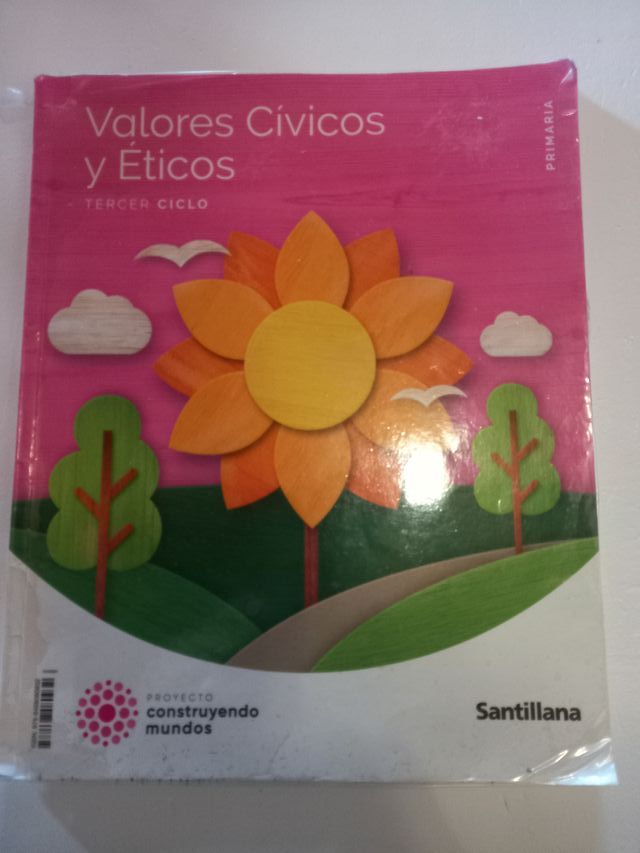 Valores Cívicos
y Éticos
TERCER CICLO
PRIMARIA
PROYECTO
construyendo
mundos
Santillana